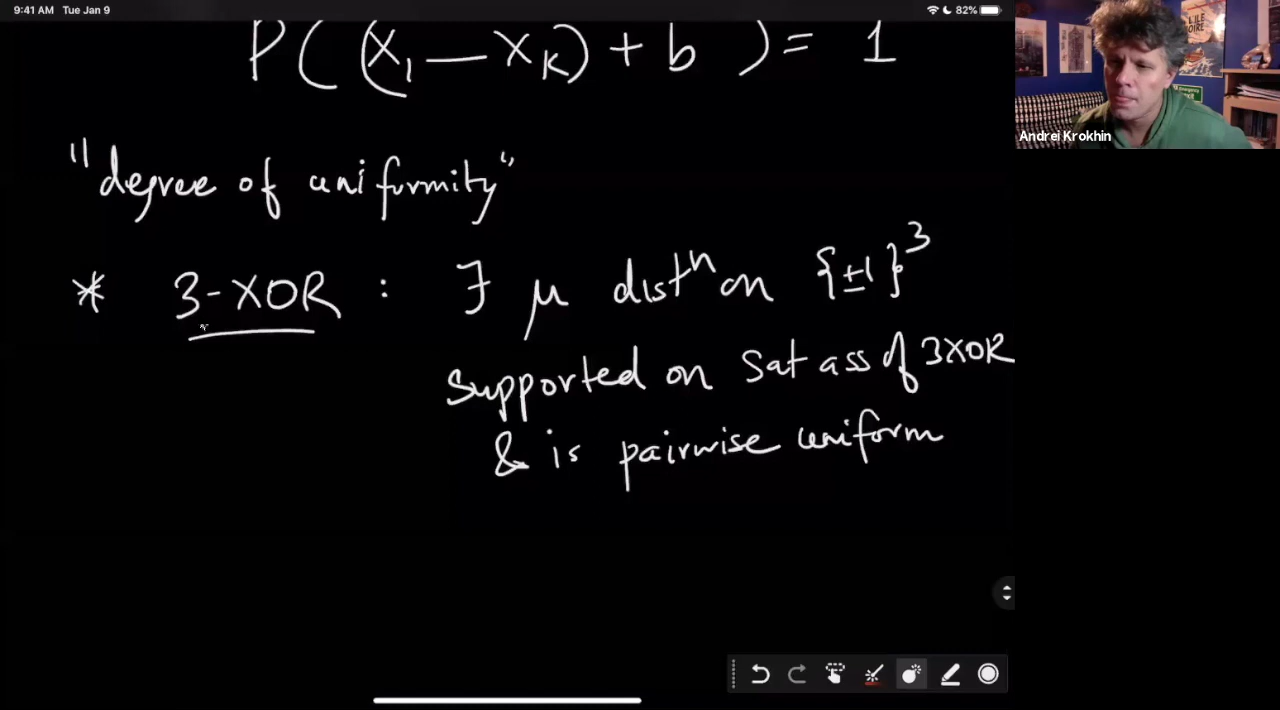 9:41 AM Tue Jan 9
82%
P( (X₁ — X_K) + b ) = 1
"degree of uniformity"
* 3-XOR : ∃ μ distⁿ on {±1}³
supported on sat ass of 3XOR
& is pairwise uniform
Andrei Krokhin